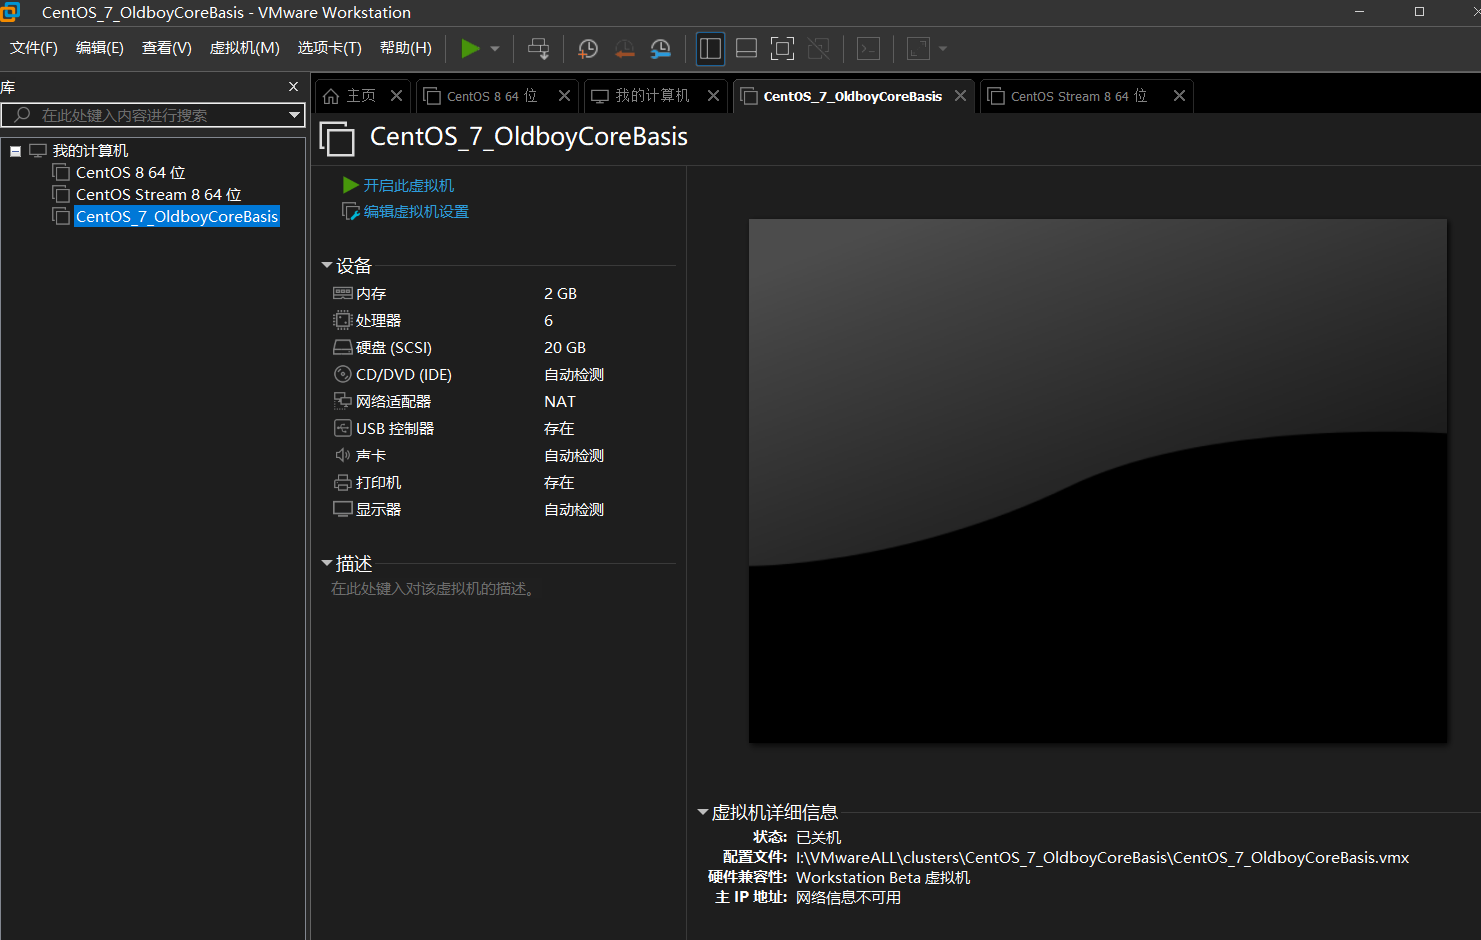 CentOS_7_OldboyCoreBasis - VMware Workstation
文件(F) 编辑(E) 查看(V) 虚拟机(M) 选项卡(T) 帮助(H)
库
在此处键入内容进行搜索
我的计算机
CentOS 8 64 位
CentOS Stream 8 64 位
CentOS_7_OldboyCoreBasis
主页 CentOS 8 64 位 我的计算机 CentOS_7_OldboyCoreBasis CentOS Stream 8 64 位
CentOS_7_OldboyCoreBasis
开启此虚拟机
编辑虚拟机设置
设备
内存 2 GB
处理器 6
硬盘 (SCSI) 20 GB
CD/DVD (IDE) 自动检测
网络适配器 NAT
USB 控制器 存在
声卡 自动检测
打印机 存在
显示器 自动检测
描述
在此处键入对该虚拟机的描述。
虚拟机详细信息
状态: 已关机
配置文件: I:\VMwareALL\clusters\CentOS_7_OldboyCoreBasis\CentOS_7_OldboyCoreBasis.vmx
硬件兼容性: Workstation Beta 虚拟机
主 IP 地址: 网络信息不可用